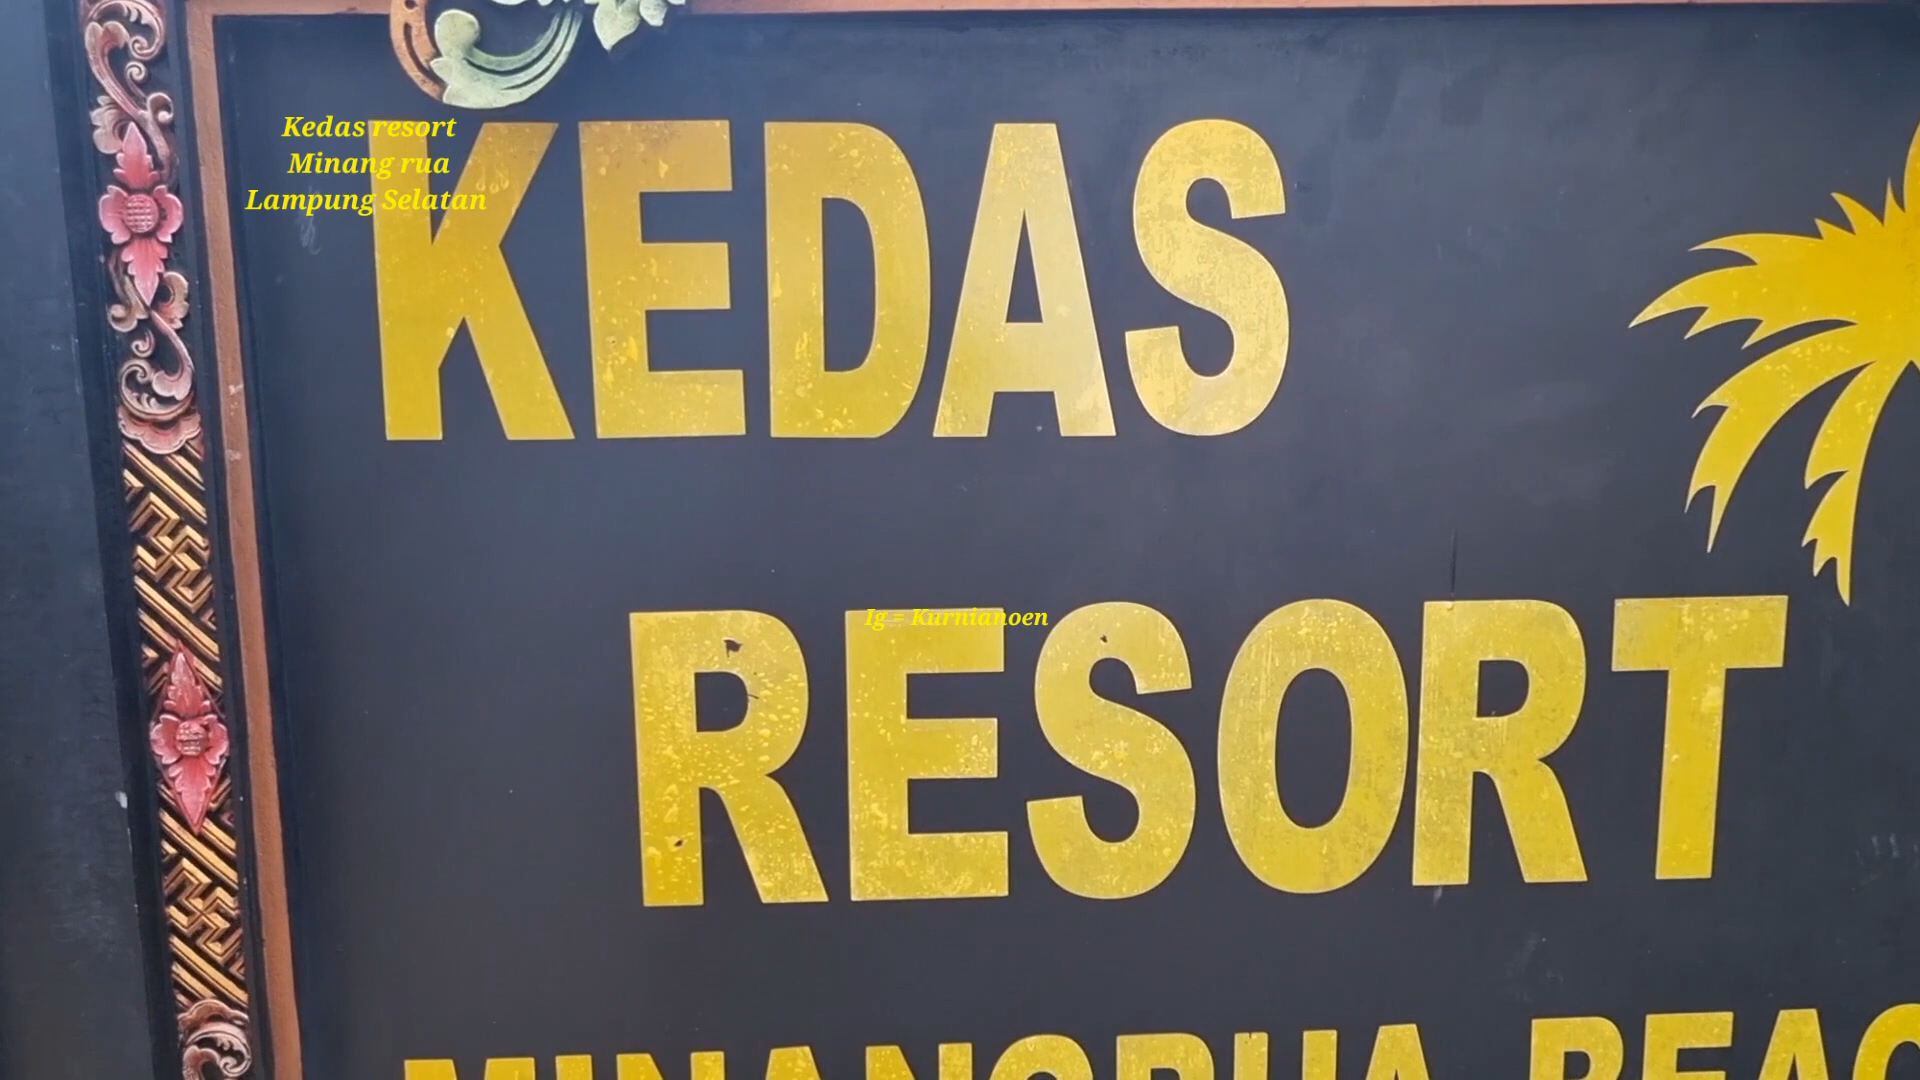 Kedas resort
Minang rua
Lampung Selatan
KEDAS
Ig = Kurnianoen
RESORT
MINANGRUA BEAC